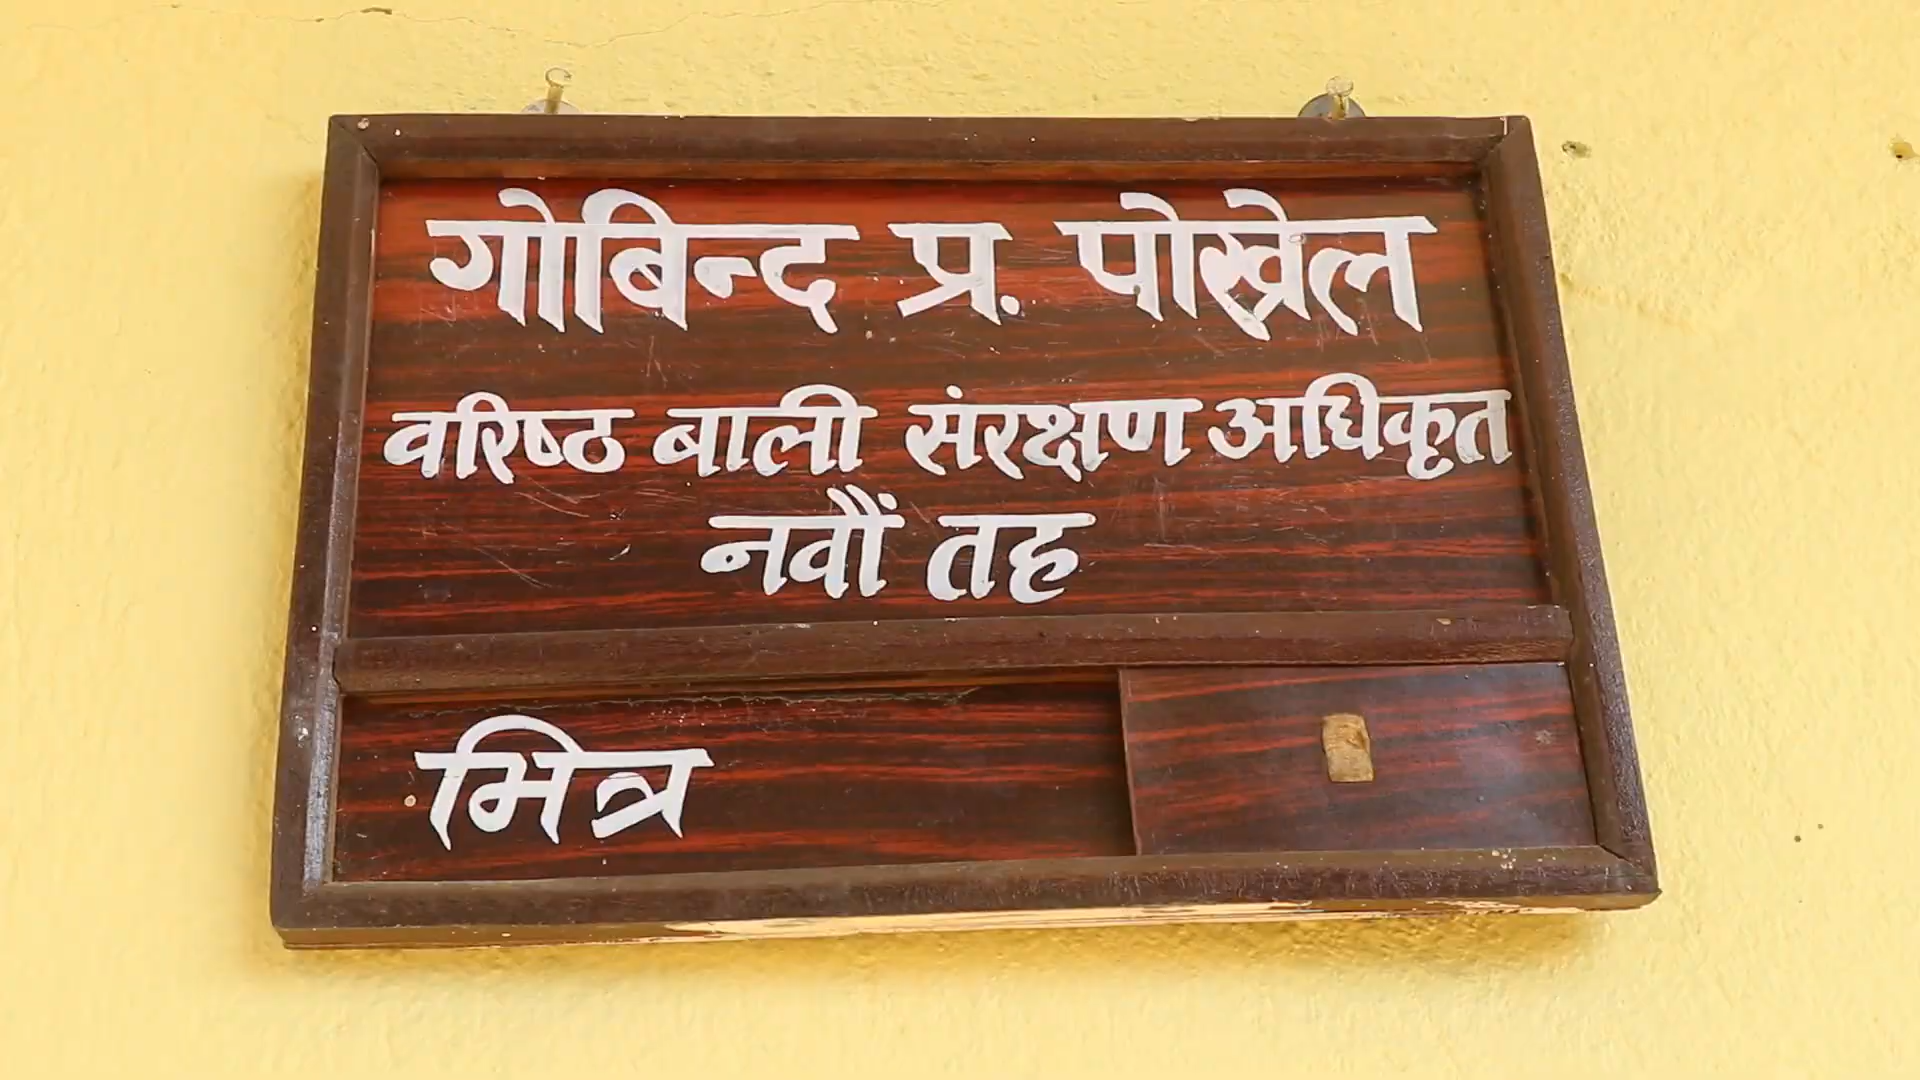 गोबिन्द प्र. पोख्रेल
वरिष्ठ बाली संरक्षण अधिकृत
नवौं तह
भित्र